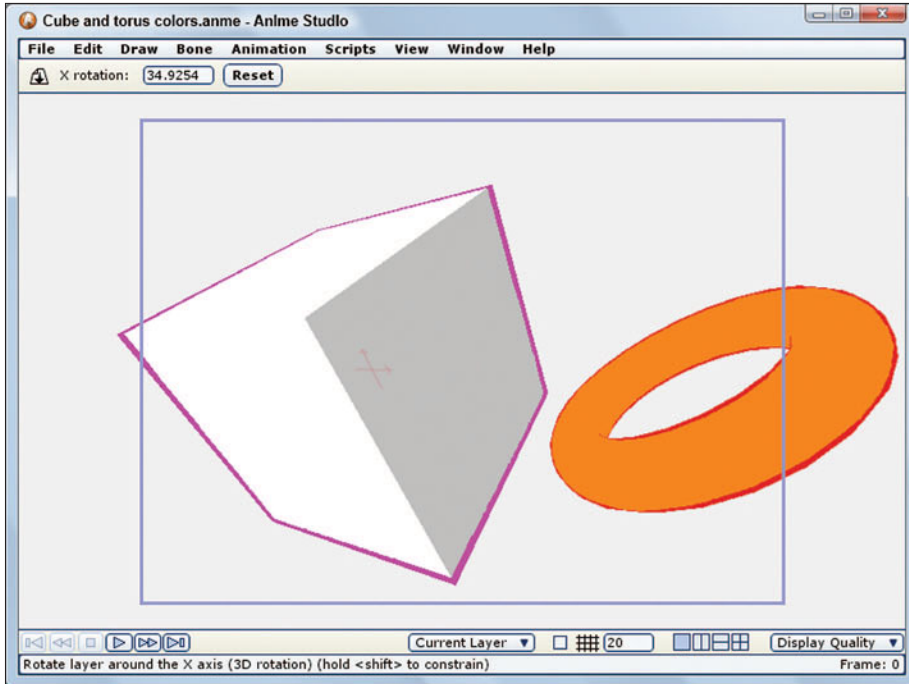 Cube and torus colors.anme - AnIme StudIo
File Edit Draw Bone Animation Scripts View Window Help
X rotation: 34.9254 Reset
Current Layer 20 Display Quality
Rotate layer around the X axis (3D rotation) (hold <shift> to constrain) Frame: 0